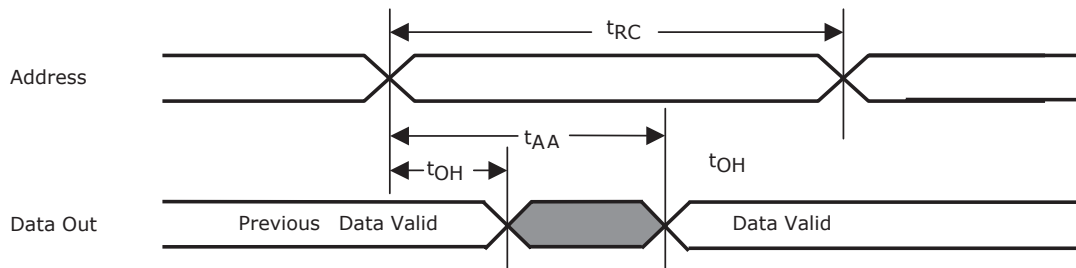 tRC
Address
tAA
tOH
tOH
Data Out
Previous Data Valid
Data Valid